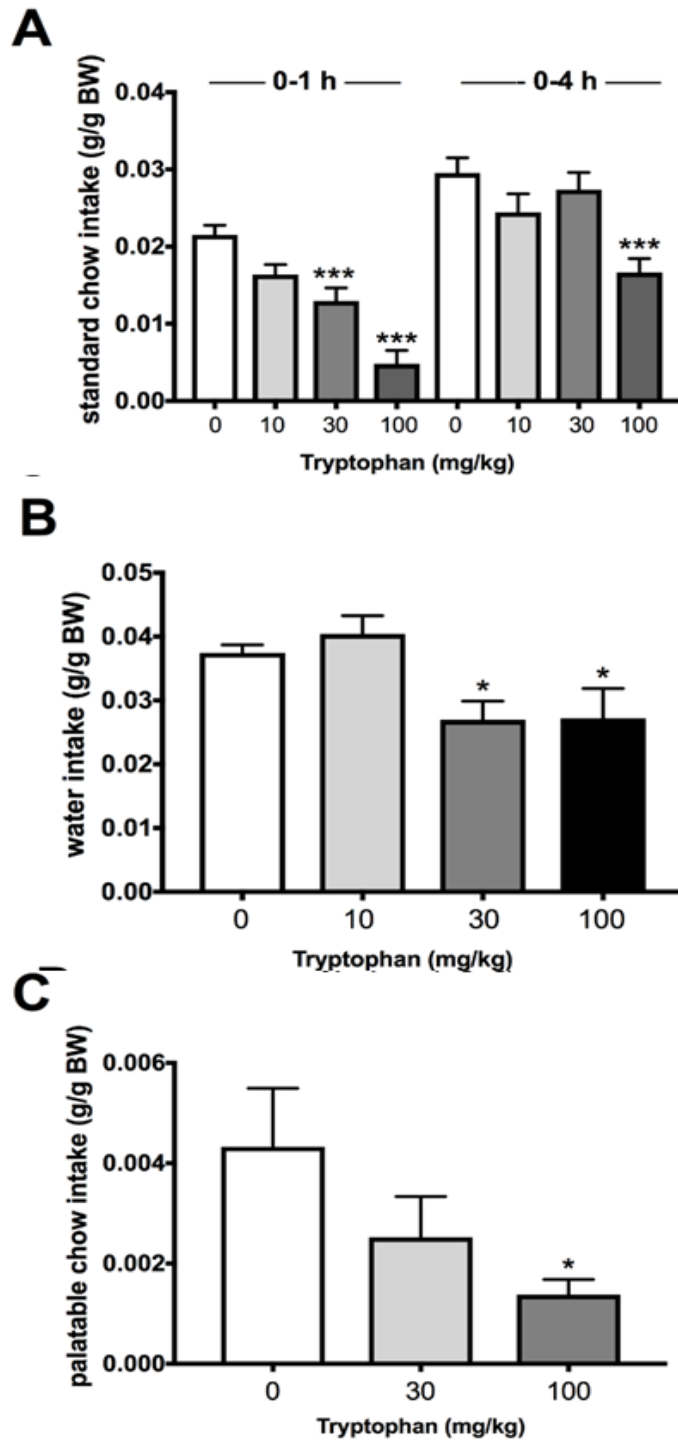 A
0-1 h 0-4 h
standard chow intake (g/g BW)
0.04
0.03
0.02
0.01
0.00
*** *** ***
0 10 30 100 0 10 30 100
Tryptophan (mg/kg)
B
water intake (g/g BW)
0.05
0.04
0.03
0.02
0.01
0.00
* *
0 10 30 100
Tryptophan (mg/kg)
C
palatable chow intake (g/g BW)
0.006
0.004
0.002
0.000
*
0 30 100
Tryptophan (mg/kg)